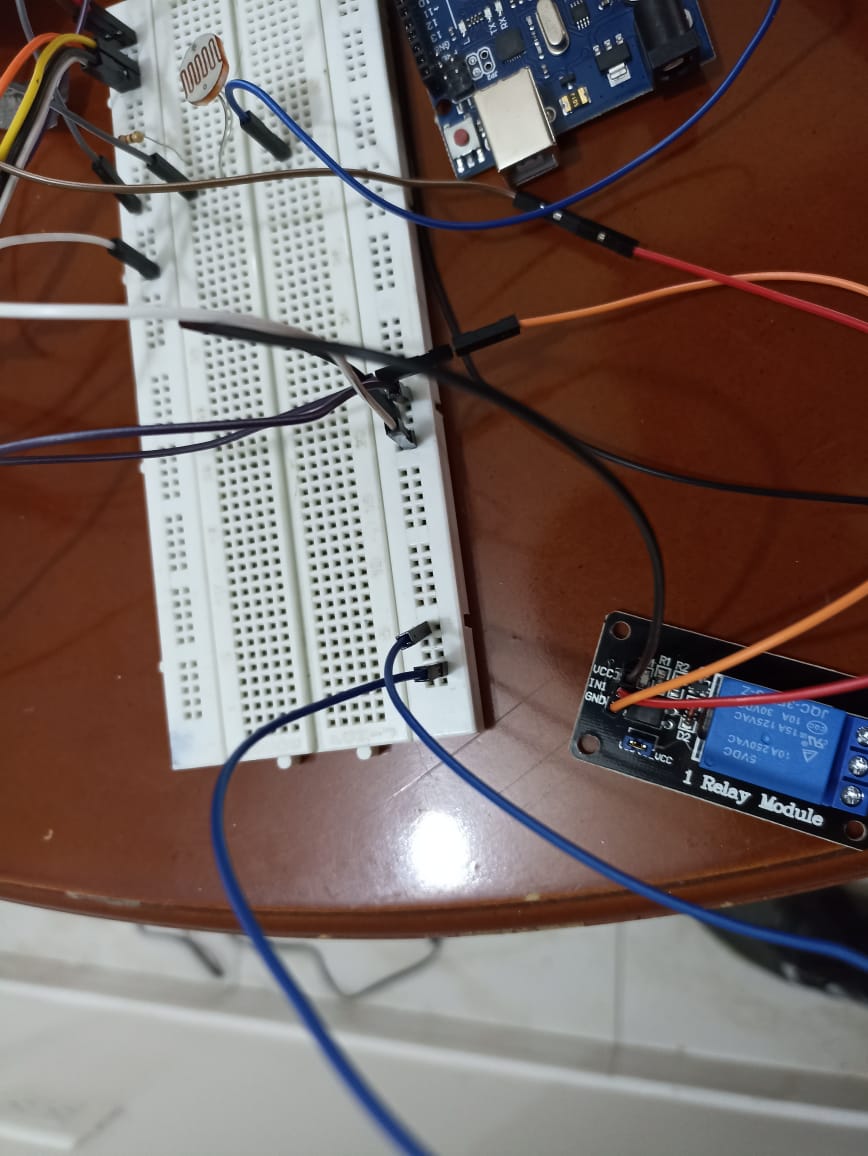 TX
RX
VCC
IN1
GND
R1
R2
D2
VCC
JQC-3F
10A 30VDC
15A 125VAC
10A 250VAC
5VDC
1 Relay Module